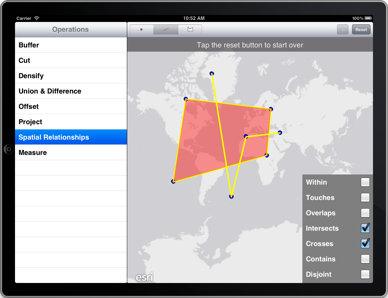 Carrier
10:52 AM
100%
Operations
Reset
Tap the reset button to start over
Buffer
Cut
Densify
Union & Difference
Offset
Project
Spatial Relationships
Measure
Within
Touches
Overlaps
Intersects
Crosses
Contains
Disjoint
esri